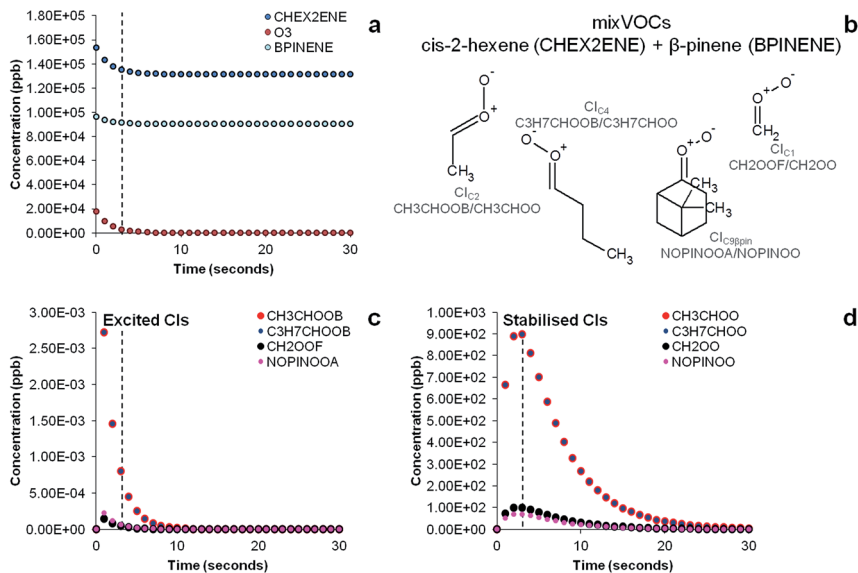 1.80E+05
1.60E+05
1.40E+05
1.20E+05
1.00E+05
8.00E+04
6.00E+04
4.00E+04
2.00E+04
0.00E+00
Concentration (ppb)
0 10 20 30
Time (seconds)
CHEX2ENE
O3
BPINENE
a
mixVOCs
b
cis-2-hexene (CHEX2ENE) + β-pinene (BPINENE)
O-
O+
CH3
CIC2
CH3CHOOB/CH3CHOO
CIC4
C3H7CHOOB/C3H7CHOO
O- O+
CH3
O+ O-
CH3
CH3
CIC9βpin
NOPINOOA/NOPINOO
O+ O-
CH2
CIC1
CH2OOF/CH2OO
3.00E-03
2.50E-03
2.00E-03
1.50E-03
1.00E-03
5.00E-04
0.00E+00
Concentration (ppb)
0 10 20 30
Time (seconds)
Excited CIs
CH3CHOOB
C3H7CHOOB
CH2OOF
NOPINOOA
c
1.00E+03
9.00E+02
8.00E+02
7.00E+02
6.00E+02
5.00E+02
4.00E+02
3.00E+02
2.00E+02
1.00E+02
0.00E+00
Concentration (ppb)
0 10 20 30
Time (seconds)
Stabilised CIs
CH3CHOO
C3H7CHOO
CH2OO
NOPINOO
d